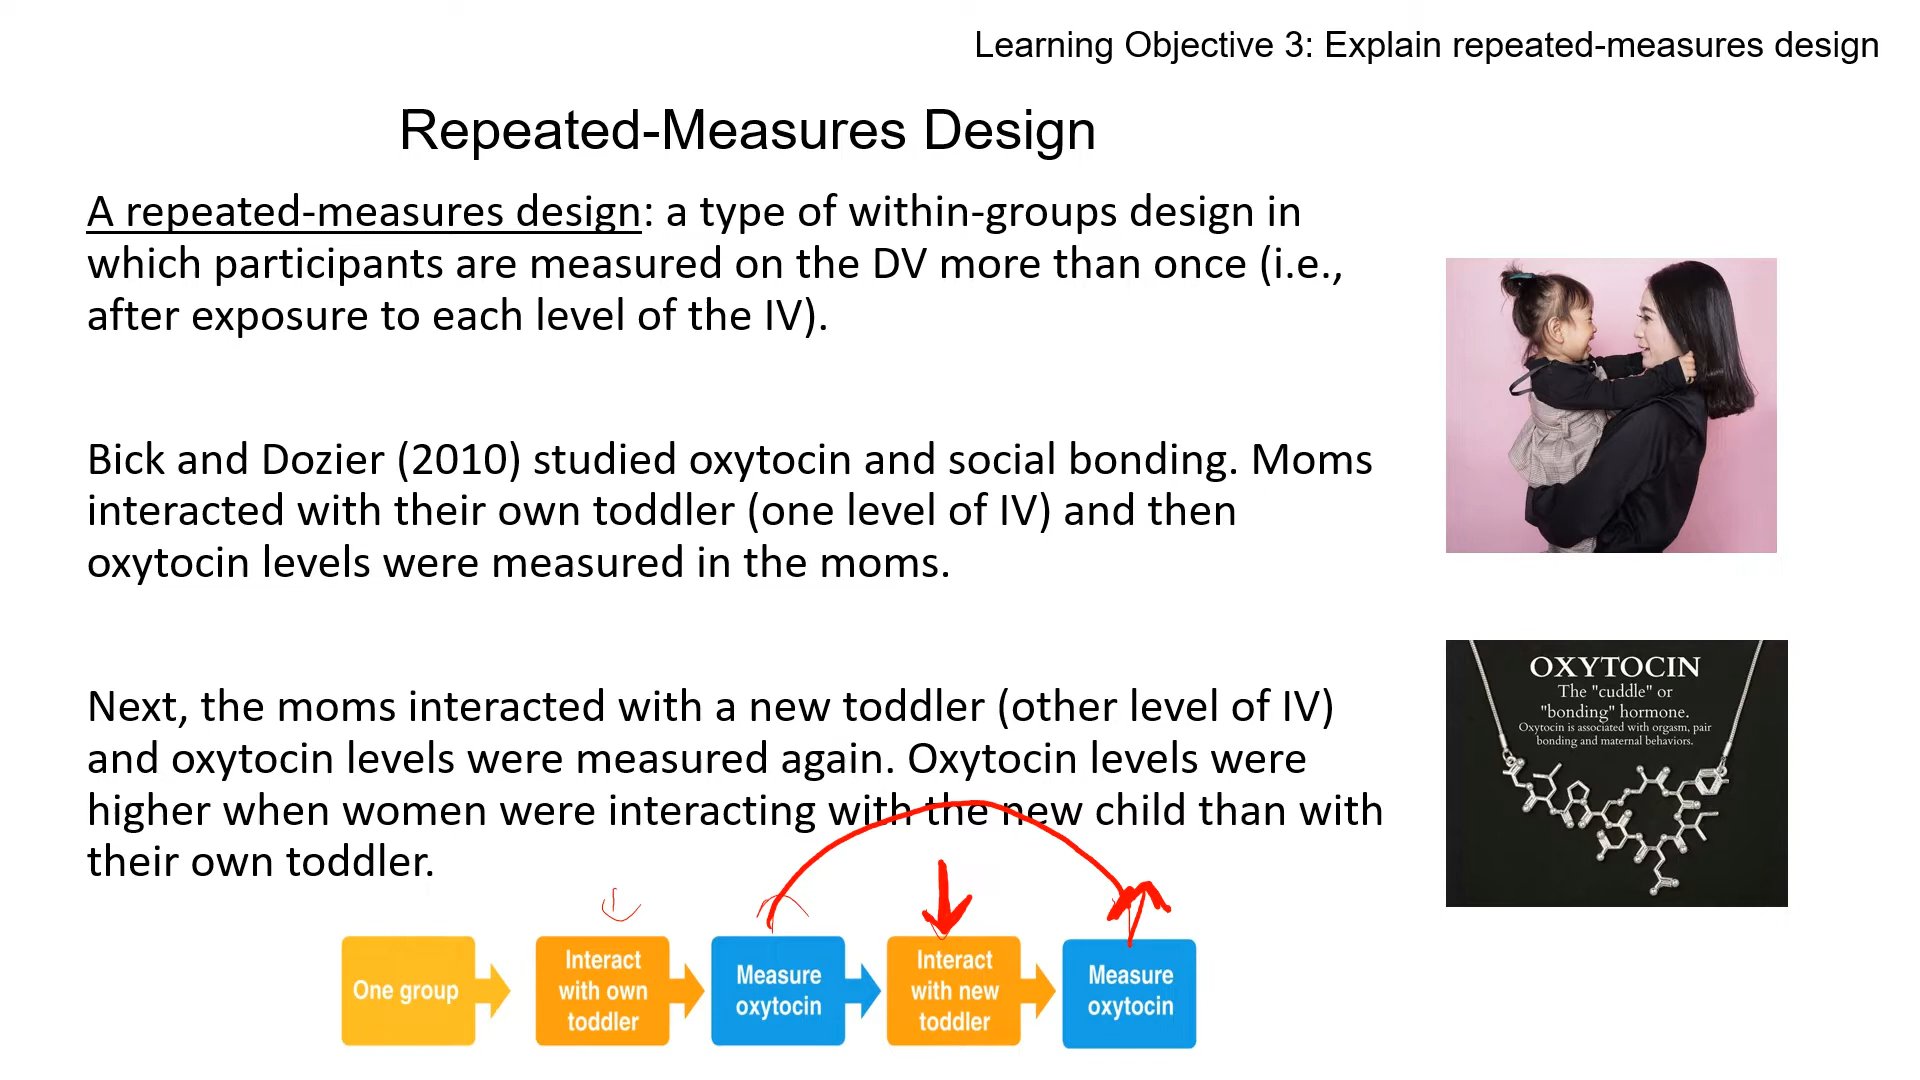 Learning Objective 3: Explain repeated-measures design
Repeated-Measures Design
A repeated-measures design: a type of within-groups design in
which participants are measured on the DV more than once (i.e.,
after exposure to each level of the IV).
Bick and Dozier (2010) studied oxytocin and social bonding. Moms
interacted with their own toddler (one level of IV) and then
oxytocin levels were measured in the moms.
Next, the moms interacted with a new toddler (other level of IV)
and oxytocin levels were measured again. Oxytocin levels were
higher when women were interacting with the new child than with
their own toddler.
OXYTOCIN
The "cuddle" or
"bonding" hormone.
Oxytocin is associated with orgasm, pair
bonding and maternal behaviors.
One group
Interact
with own
toddler
Measure
oxytocin
Interact
with new
toddler
Measure
oxytocin